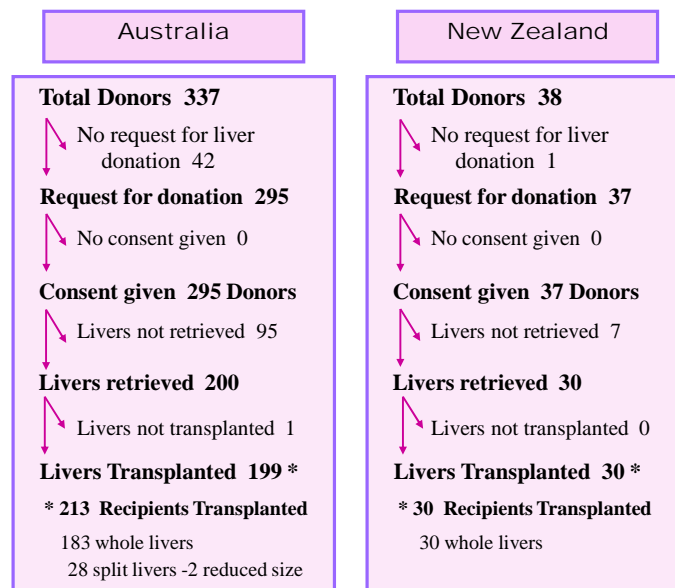 Australia
Total Donors 337
No request for liver
donation 42
Request for donation 295
No consent given 0
Consent given 295 Donors
Livers not retrieved 95
Livers retrieved 200
Livers not transplanted 1
Livers Transplanted 199 *
* 213 Recipients Transplanted
183 whole livers
28 split livers -2 reduced size
New Zealand
Total Donors 38
No request for liver
donation 1
Request for donation 37
No consent given 0
Consent given 37 Donors
Livers not retrieved 7
Livers retrieved 30
Livers not transplanted 0
Livers Transplanted 30 *
* 30 Recipients Transplanted
30 whole livers